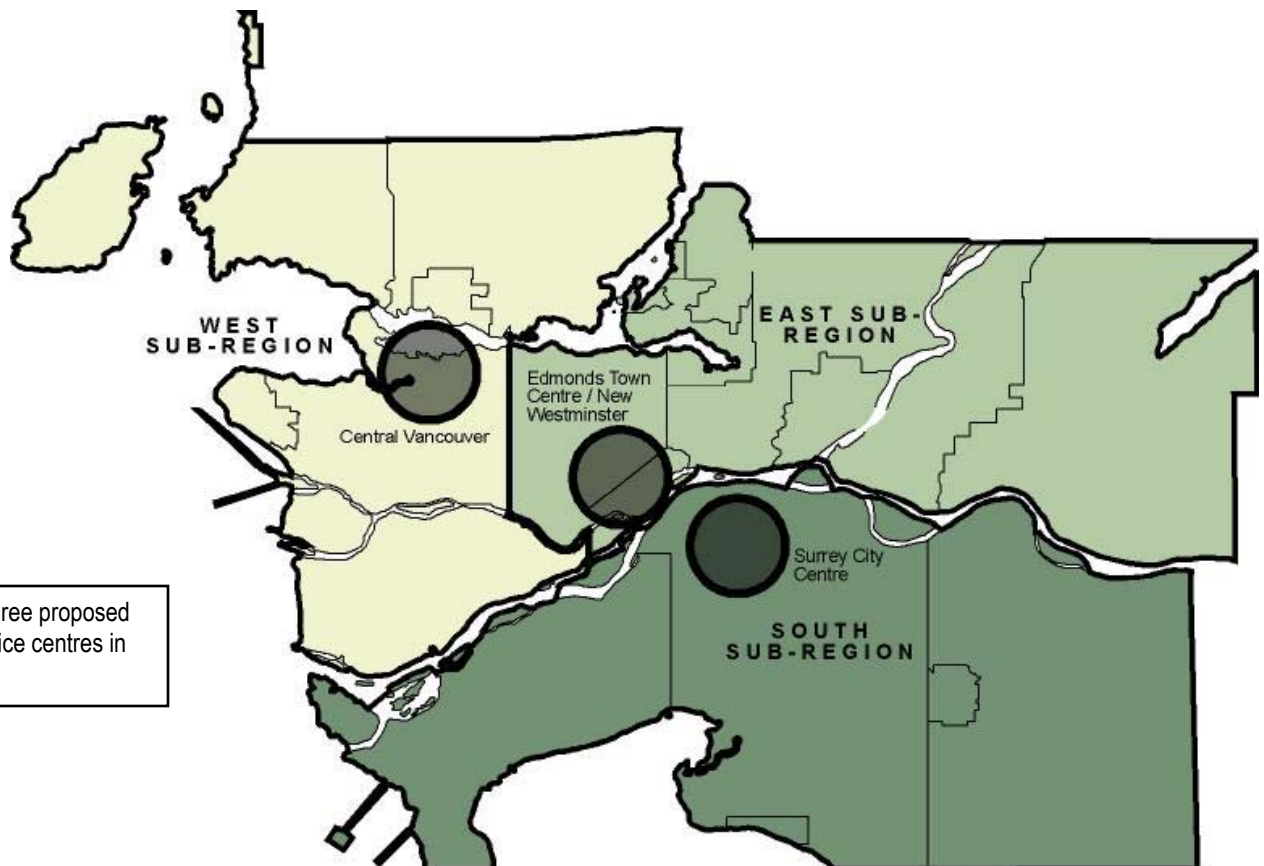 WEST
SUB-REGION
EAST SUB-
REGION
Edmonds Town
Centre / New
Westminster
Central Vancouver
Surrey City
Centre
ree proposed
ice centres in
SOUTH
SUB-REGION